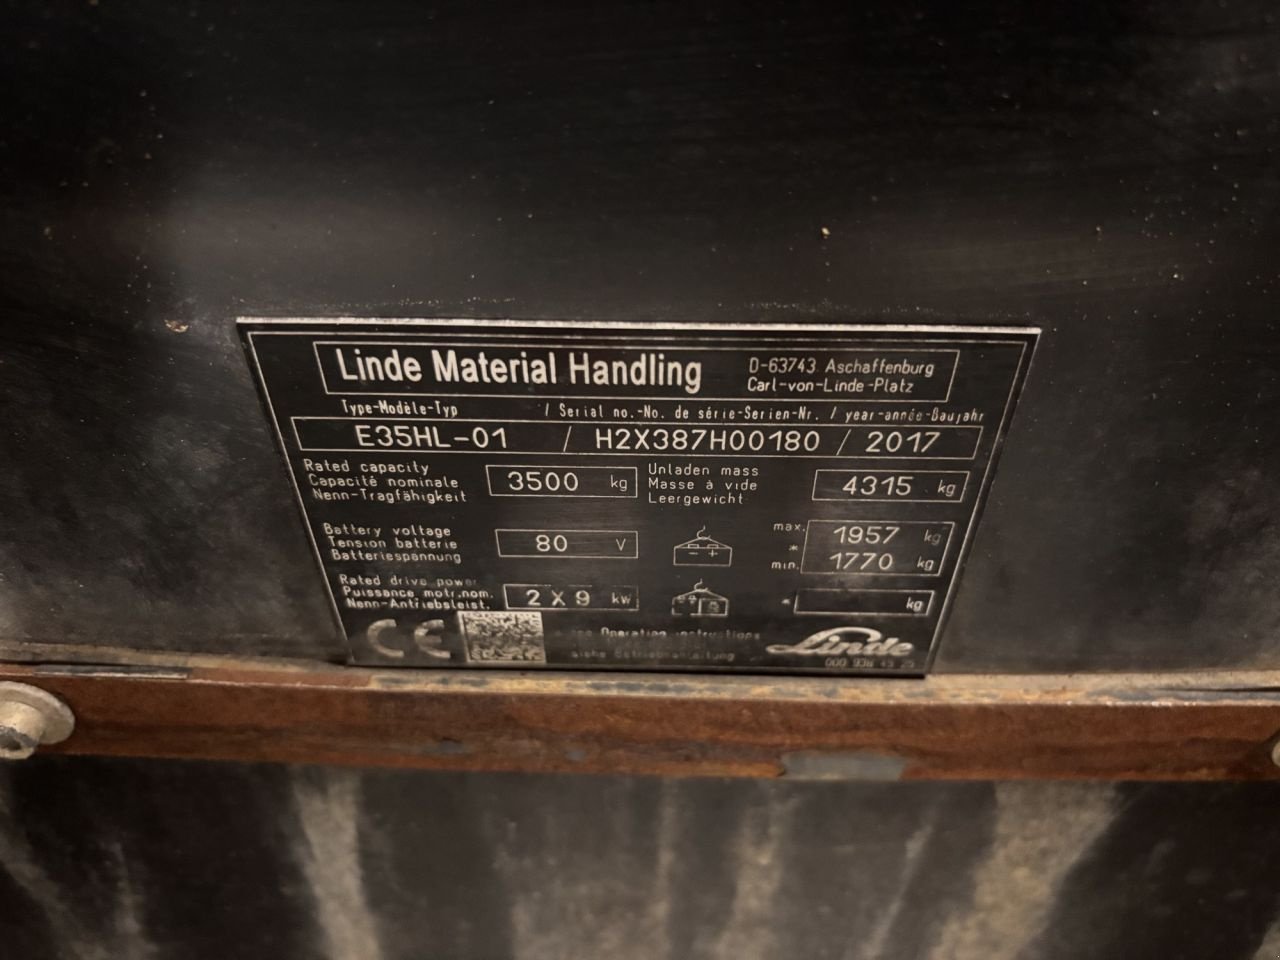 Linde Material Handling
D-63743 Aschaffenburg
Carl-von-Linde-Platz
Type-Modèle-Typ / Serial no.-No. de série-Serien-Nr. / year-année-Baujahr
E35HL-01 / H2X387H00180 / 2017
Rated capacity
Capacité nominale
Nenn-Tragfähigkeit
3500 kg
Unladen mass
Masse à vide
Leergewicht
4315 kg
Battery voltage
Tension batterie
Batteriespannung
80 V
- +
max. 1957 kg
*
min. 1770 kg
Rated drive power
Puissance motr.nom.
Nenn-Antriebsleist.
2 X 9 kW
* kg
CE
see Operating instructions
siehe Betriebsanleitung
Linde
000